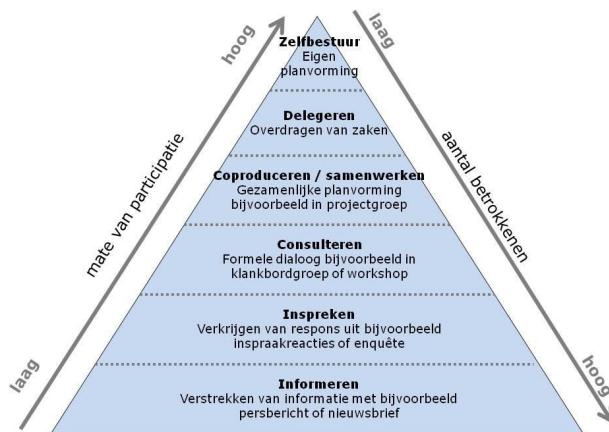 hoog
laag
Zelfbestuur
Eigen
planvorming
Delegeren
Overdragen van zaken
mate van participatie
aantal betrokkenen
Coproduceren / samenwerken
Gezamenlijke planvorming
bijvoorbeeld in projectgroep
Consulteren
Formele dialoog bijvoorbeeld in
klankbordgroep of workshop
Inspreken
Verkrijgen van respons uit bijvoorbeeld
inspraakreacties of enquête
laag
hoog
Informeren
Verstrekken van informatie met bijvoorbeeld
persbericht of nieuwsbrief